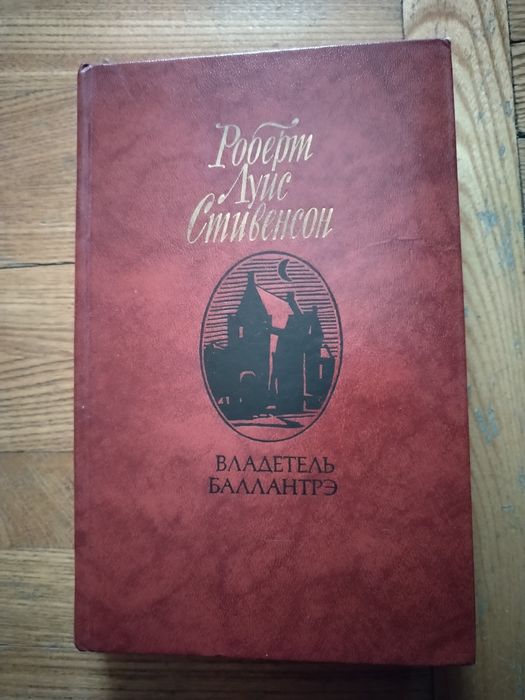 Роберт
Луис
Стивенсон
ВЛАДЕТЕЛЬ
БАЛЛАНТРЭ